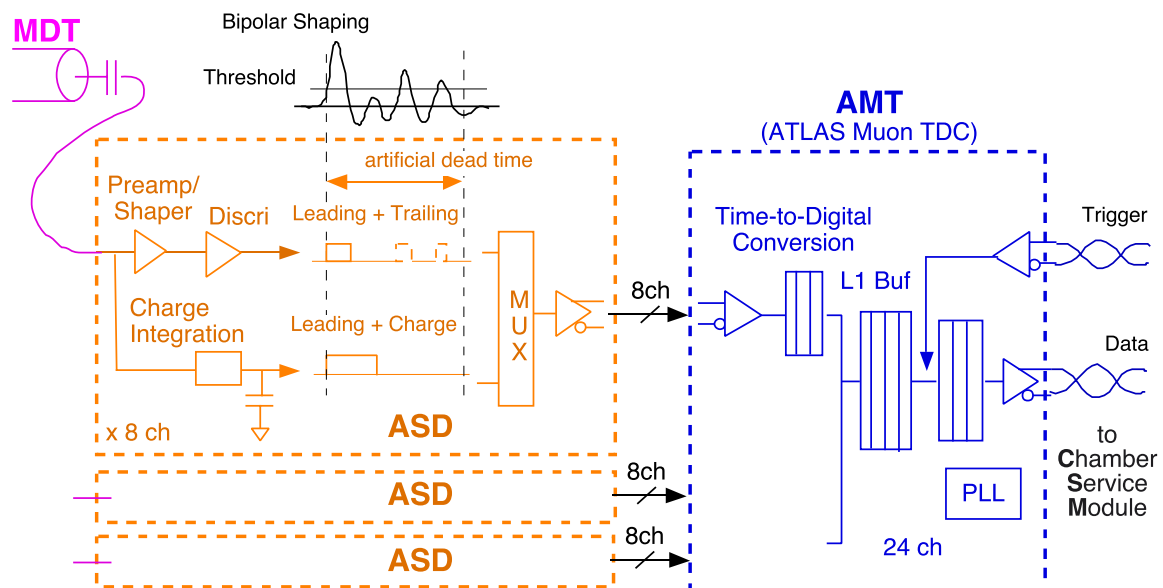 MDT
Bipolar Shaping
Threshold
artificial dead time
Preamp/
Shaper
Discri
Leading + Trailing
Charge
Integration
Leading + Charge
M
U
X
x 8 ch
ASD
8ch
ASD
8ch
ASD
8ch
AMT
(ATLAS Muon TDC)
Time-to-Digital
Conversion
L1 Buf
Trigger
Data
to
Chamber
Service
Module
PLL
24 ch